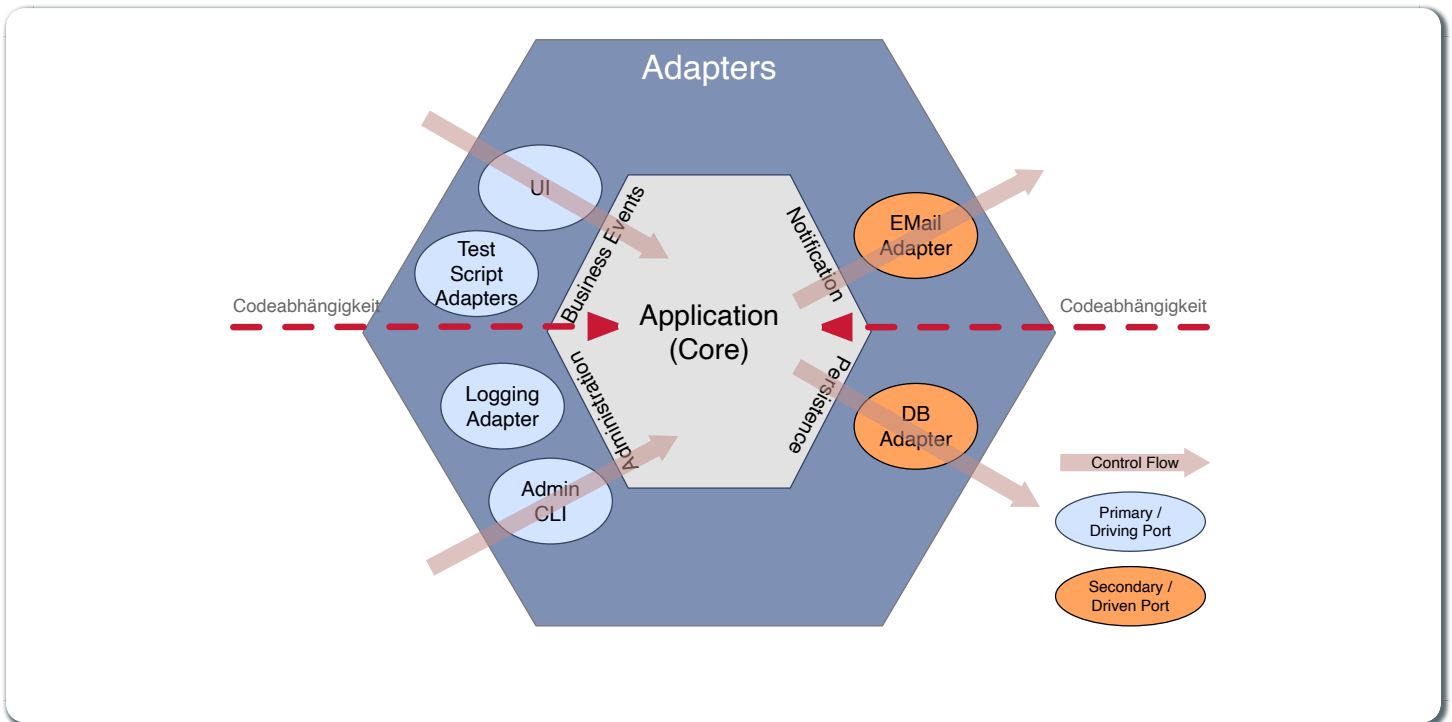 Adapters
UI
Test
Script
Adapters
Business Events
Notification
EMail
Adapter
Codeabhängigkeit
Codeabhängigkeit
Application
(Core)
Logging
Adapter
Administration
Persistence
DB
Adapter
Admin
CLI
Control Flow
Primary /
Driving Port
Secondary /
Driven Port